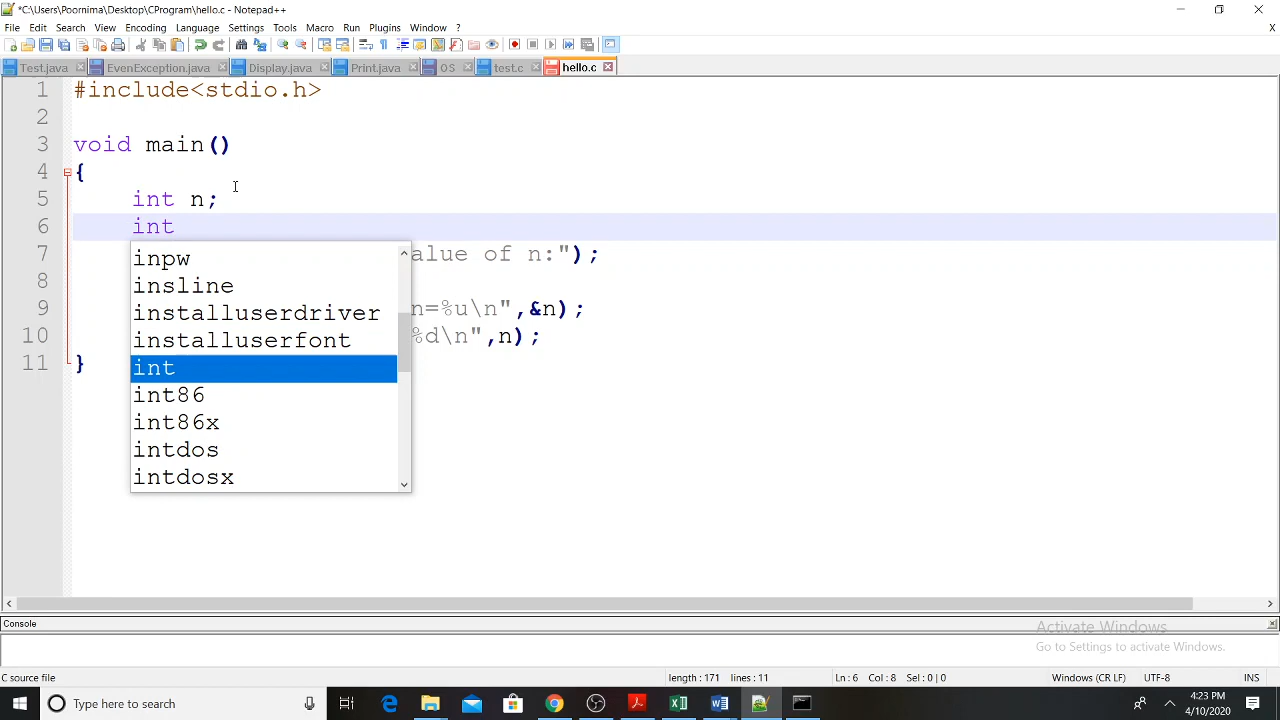 *C:\Users\Poornima\Desktop\CProgram\hello.c - Notepad++
File Edit Search View Encoding Language Settings Tools Macro Run Plugins Window ?
X
Test.java EvenException.java Display.java Print.java OS test.c hello.c
1 #include<stdio.h>
2
3 void main()
4 {
5 int n;
6 int
7 alue of n:");
8
9 n=%u\n",&n);
10 %d\n",n);
11 }
inpw
insline
installuserdriver
installuserfont
int
int86
int86x
intdos
intdosx
Console
Activate Windows
Go to Settings to activate Windows.
C source file length : 171 lines : 11 Ln : 6 Col : 8 Sel : 0 | 0 Windows (CR LF) UTF-8 INS
Type here to search
4:23 PM
4/10/2020